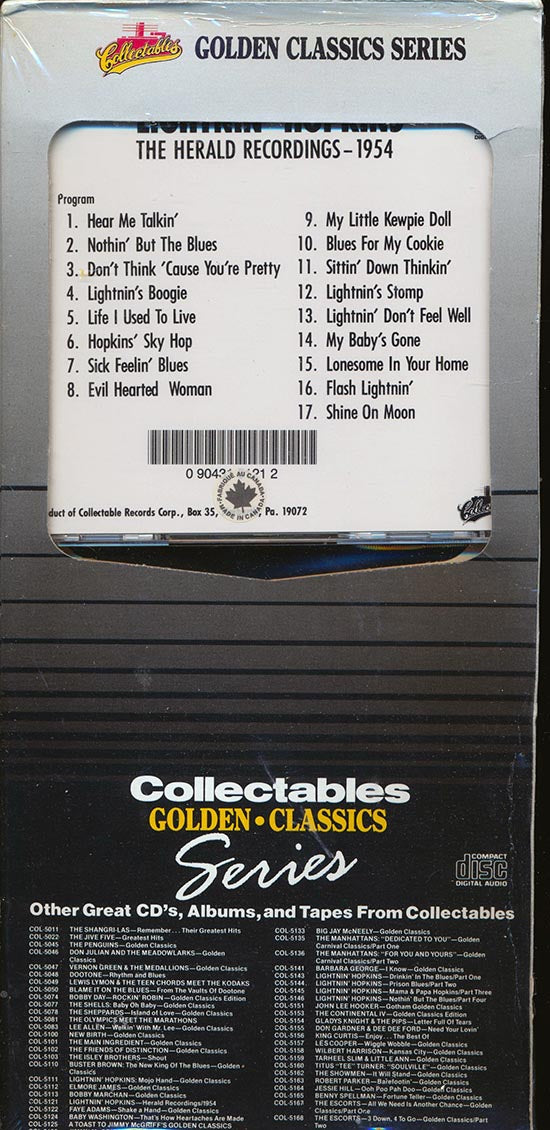 Collectables GOLDEN CLASSICS SERIES
LIGHTNIN' HOPKINS
THE HERALD RECORDINGS–1954
Program
1. Hear Me Talkin'
2. Nothin' But The Blues
3. Don't Think 'Cause You're Pretty
4. Lightnin's Boogie
5. Life I Used To Live
6. Hopkins' Sky Hop
7. Sick Feelin' Blues
8. Evil Hearted Woman
9. My Little Kewpie Doll
10. Blues For My Cookie
11. Sittin' Down Thinkin'
12. Lightnin's Stomp
13. Lightnin' Don't Feel Well
14. My Baby's Gone
15. Lonesome In Your Home
16. Flash Lightnin'
17. Shine On Moon
0 9043 21 2
FABRIQUÉ AU CANADA
MADE IN CANADA
duct of Collectable Records Corp., Box 35, Pa. 19072
Collectables
GOLDEN • CLASSICS
Series
COMPACT
disc
DIGITAL AUDIO
Other Great CD's, Albums, and Tapes From Collectables
COL-5011 THE SHANGRI-LAS—Remember... Their Greatest Hits
COL-5022 THE JIVE FIVE—Greatest Hits
COL-5045 THE PENGUINS—Golden Classics
COL-5046 DON JULIAN AND THE MEADOWLARKS—Golden
Classics
COL-5047 VERNON GREEN & THE MEDALLIONS—Golden Classics
COL-5048 DOOTONE—Rhythm and Blues
COL-5049 LEWIS LYMON & THE TEEN CHORDS MEET THE KODAKS
COL-5050 BLAME IT ON THE BLUES—From The Vaults Of Dootone
COL-5074 BOBBY DAY—ROCKIN' ROBIN—Golden Classics Edition
COL-5077 THE SHELLS: Baby Oh Baby—Golden Classics
COL-5078 THE SHEPPARDS—Island of Love—Golden Classics
COL-5081 THE OLYMPICS MEET THE MARATHONS
COL-5083 LEE ALLEN—Walkin' With Mr. Lee—Golden Classics
COL-5100 NEW BIRTH—Golden Classics
COL-5101 THE MAIN INGREDIENT—Golden Classics
COL-5102 THE FRIENDS OF DISTINCTION—Golden Classics
COL-5103 THE ISLEY BROTHERS—Shout
COL-5110 BUSTER BROWN: The New King Of The Blues—Golden
Classics
COL-5111 LIGHTNIN' HOPKINS: Mojo Hand—Golden Classics
COL-5112 ELMORE JAMES—Golden Classics
COL-5113 BOBBY MARCHAN—Golden Classics
COL-5121 LIGHTNIN' HOPKINS—Herald Recordings/1954
COL-5122 FAYE ADAMS—Shake a Hand—Golden Classics
COL-5124 BABY WASHINGTON—That's How Heartaches Are Made
COL-5125 A TOAST TO JIMMY McGRIFF'S GOLDEN CLASSICS
COL-5133 BIG JAY McNEELY—Golden Classics
COL-5135 THE MANHATTANS: "DEDICATED TO YOU"—Golden
Carnival Classics/Part One
COL-5136 THE MANHATTANS: "FOR YOU AND YOURS"—Golden
Carnival Classics/Part Two
COL-5141 BARBARA GEORGE—I Know—Golden Classics
COL-5143 LIGHTNIN' HOPKINS—Drinkin' In The Blues/Part One
COL-5144 LIGHTNIN' HOPKINS—Prison Blues/Part Two
COL-5145 LIGHTNIN' HOPKINS—Mama & Papa Hopkins/Part Three
COL-5146 LIGHTNIN' HOPKINS—Nothin' But the Blues/Part Four
COL-5151 JOHN LEE HOOKER—Gotham Golden Classics
COL-5153 THE CONTINENTAL IV—Golden Classics Edition
COL-5154 GLADYS KNIGHT & THE PIPS—Letter Full Of Tears
COL-5155 DON GARDNER & DEE DEE FORD—Need Your Lovin'
COL-5156 KING CURTIS—Enjoy... The Best Of
COL-5157 LES COOPER—Wiggle Wobble—Golden Classics
COL-5158 WILBERT HARRISON—Kansas City—Golden Classics
COL-5159 TARHEEL SLIM & LITTLE ANN—Golden Classics
COL-5160 TITUS "TEE" TURNER: "SOULVILLE"—Golden Classics
COL-5162 THE SHOWMEN—It Will Stand—Golden Classics
COL-5163 ROBERT PARKER—Barefootin'—Golden Classics
COL-5164 JESSIE HILL—Ooh Poo Pah Doo—Golden Classics
COL-5165 BENNY SPELLMAN—Fortune Teller—Golden Classics
COL-5167 THE ESCORTS—All We Need Is Another Chance—Golden
Classics/Part One
COL-5168 THE ESCORTS—3 Down, 4 To Go—Golden Classics/Part
Two